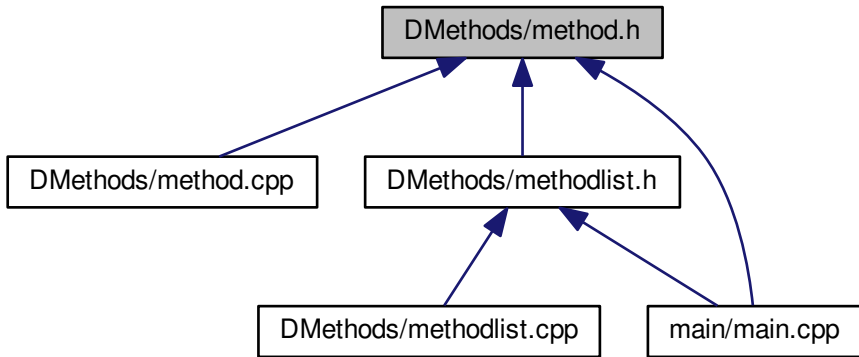 DMethods/method.h
DMethods/method.cpp
DMethods/methodlist.h
DMethods/methodlist.cpp
main/main.cpp